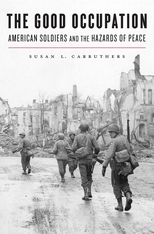 THE GOOD OCCUPATION
AMERICAN SOLDIERS AND THE HAZARDS OF PEACE
SUSAN L. CARRUTHERS